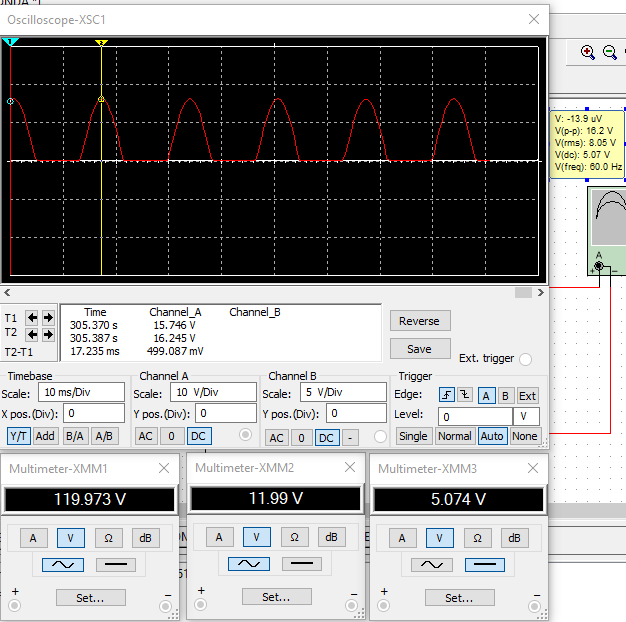 Oscilloscope-XSC1
V: -13.9 uV
V(p-p): 16.2 V
V(rms): 8.05 V
V(dc): 5.07 V
V(freq): 60.0 Hz
A
T1
T2
T2-T1
Time Channel_A Channel_B
305.370 s 15.746 V
305.387 s 16.245 V
17.235 ms 499.087 mV
Reverse
Save
Ext. trigger
Timebase
Scale: 10 ms/Div
X pos.(Div): 0
Y/T Add B/A A/B
Channel A
Scale: 10 V/Div
Y pos.(Div): 0
AC 0 DC
Channel B
Scale: 5 V/Div
Y pos.(Div): 0
AC 0 DC -
Trigger
Edge: A B Ext
Level: 0 V
Single Normal Auto None
Multimeter-XMM1
119.973 V
A V Ω dB
Set...
+ −
Multimeter-XMM2
11.99 V
A V Ω dB
Set...
+ −
Multimeter-XMM3
5.074 V
A V Ω dB
Set...
+ −